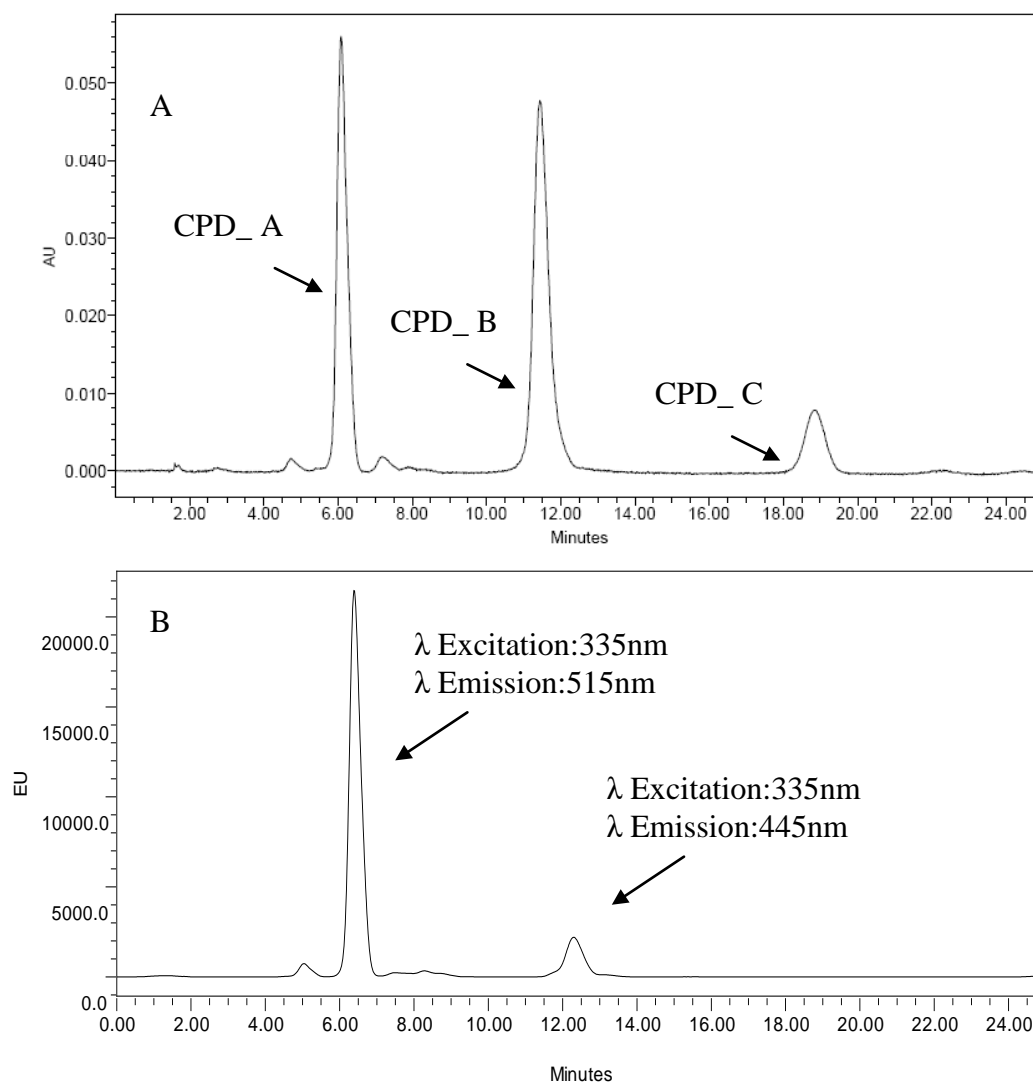 A
0.050
0.040
CPD_ A
0.030
AU
CPD_ B
0.020
CPD_ C
0.010
0.000
2.00 4.00 6.00 8.00 10.00 12.00 14.00 16.00 18.00 20.00 22.00 24.00
Minutes
B
20000.0
λ Excitation:335nm
λ Emission:515nm
15000.0
EU
λ Excitation:335nm
10000.0
λ Emission:445nm
5000.0
0.0
0.00 2.00 4.00 6.00 8.00 10.00 12.00 14.00 16.00 18.00 20.00 22.00 24.00
Minutes